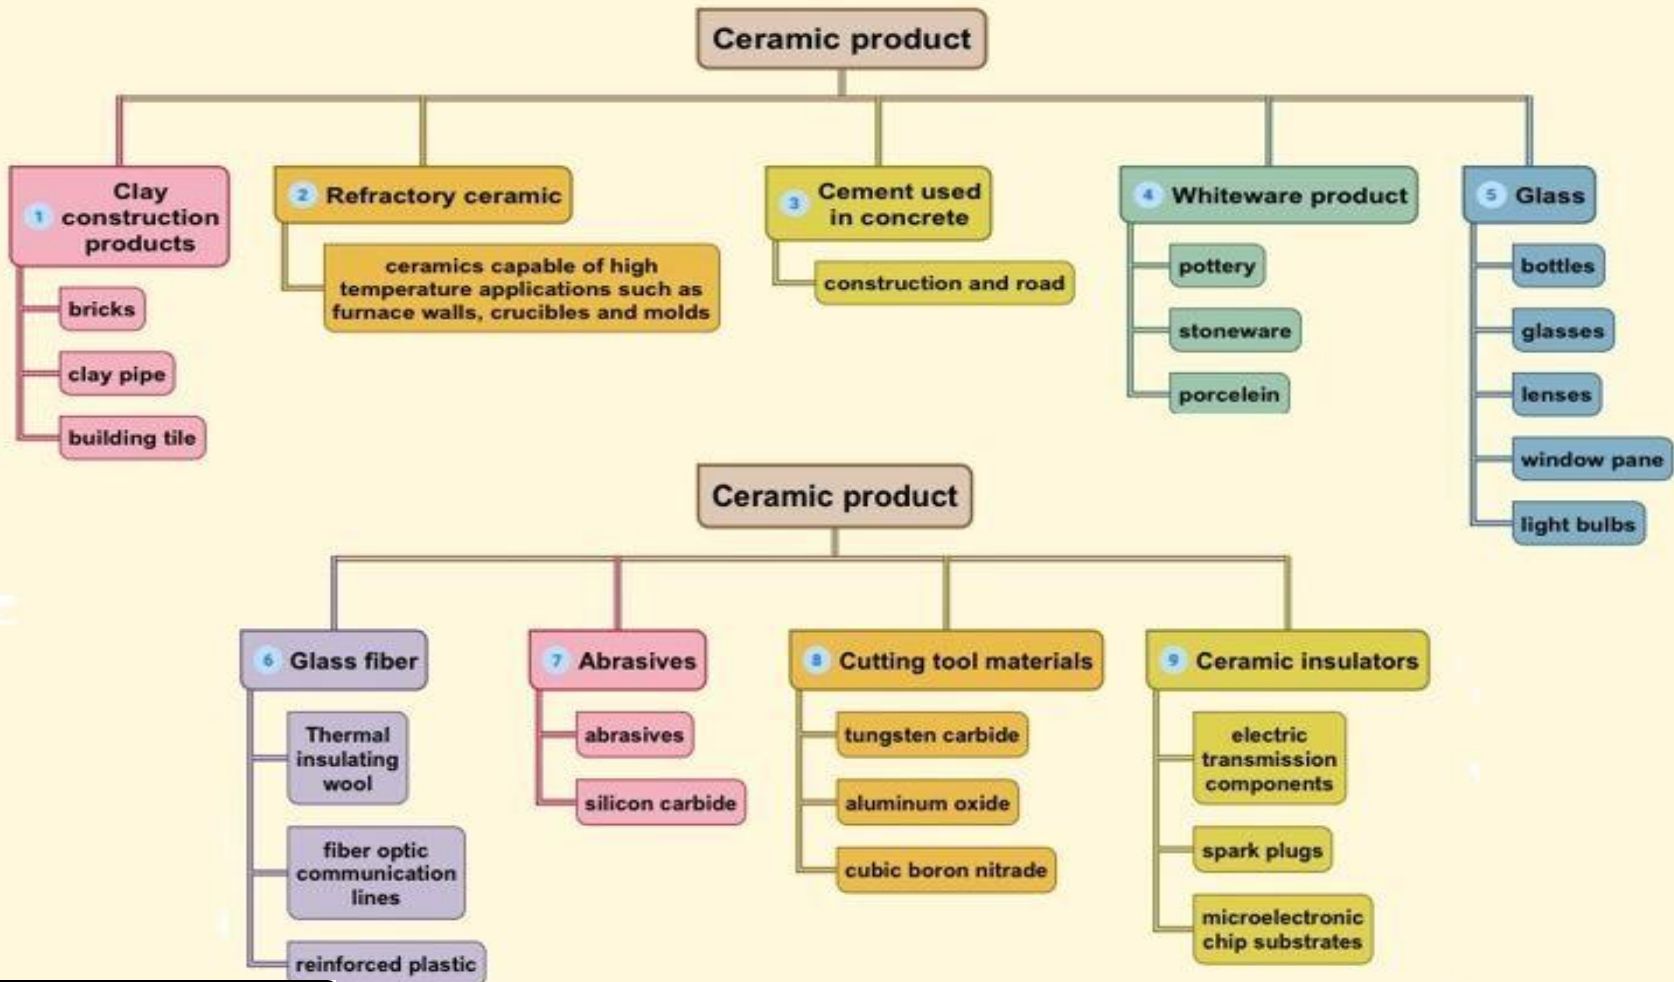 Ceramic product
1
Clay
construction
products
bricks
clay pipe
building tile
2 Refractory ceramic
ceramics capable of high
temperature applications such as
furnace walls, crucibles and molds
3
Cement used
in concrete
construction and road
4 Whiteware product
pottery
stoneware
porcelein
5 Glass
bottles
glasses
lenses
window pane
light bulbs
Ceramic product
6 Glass fiber
Thermal
insulating
wool
fiber optic
communication
lines
reinforced plastic
7 Abrasives
abrasives
silicon carbide
8 Cutting tool materials
tungsten carbide
aluminum oxide
cubic boron nitrade
9 Ceramic insulators
electric
transmission
components
spark plugs
microelectronic
chip substrates